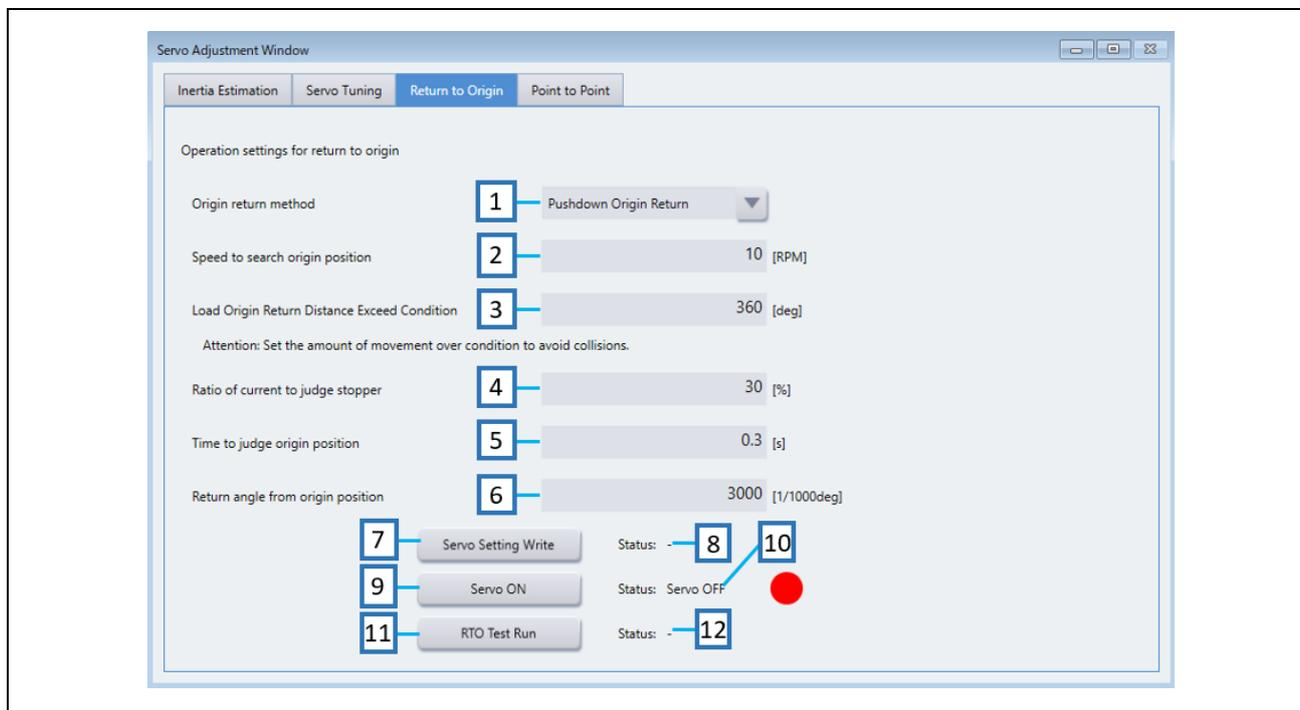 Servo Adjustment Window
Inertia Estimation Servo Tuning Return to Origin Point to Point
Operation settings for return to origin
Origin return method 1 Pushdown Origin Return
Speed to search origin position 2 10 [RPM]
Load Origin Return Distance Exceed Condition 3 360 [deg]
Attention: Set the amount of movement over condition to avoid collisions.
Ratio of current to judge stopper 4 30 [%]
Time to judge origin position 5 0.3 [s]
Return angle from origin position 6 3000 [1/1000deg]
7 Servo Setting Write Status: - 8 10
9 Servo ON Status: Servo OFF
11 RTO Test Run Status: - 12